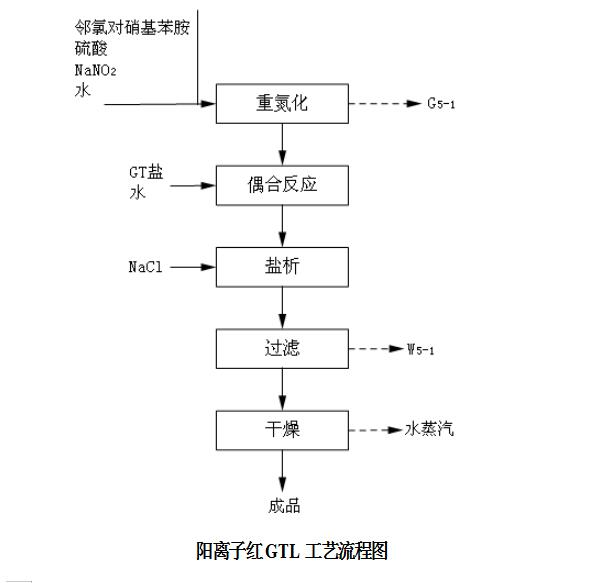 邻氯对硝基苯胺
硫酸
NaNO2
水
重氮化
G5-1
GT盐
水
偶合反应
NaCl
盐析
过滤
W5-1
干燥
水蒸汽
成品
阳离子红GTL 工艺流程图